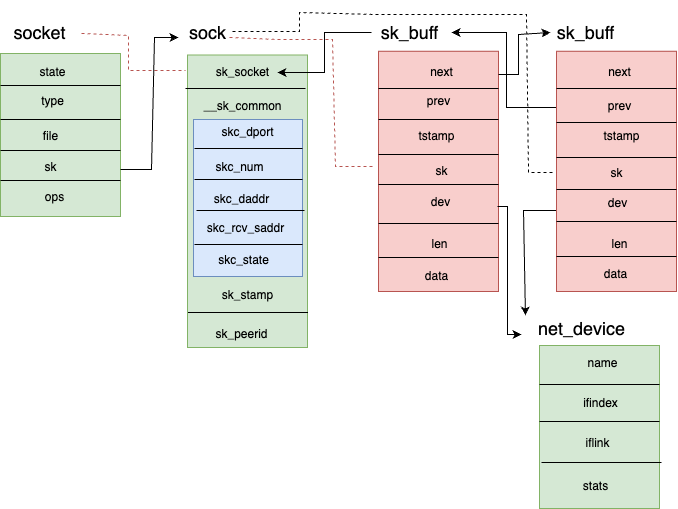 socket
state
type
file
sk
ops
sock
sk_socket
__sk_common
skc_dport
skc_num
skc_daddr
skc_rcv_saddr
skc_state
sk_stamp
sk_peerid
sk_buff
next
prev
tstamp
sk
dev
len
data
sk_buff
next
prev
tstamp
sk
dev
len
data
net_device
name
ifindex
iflink
stats